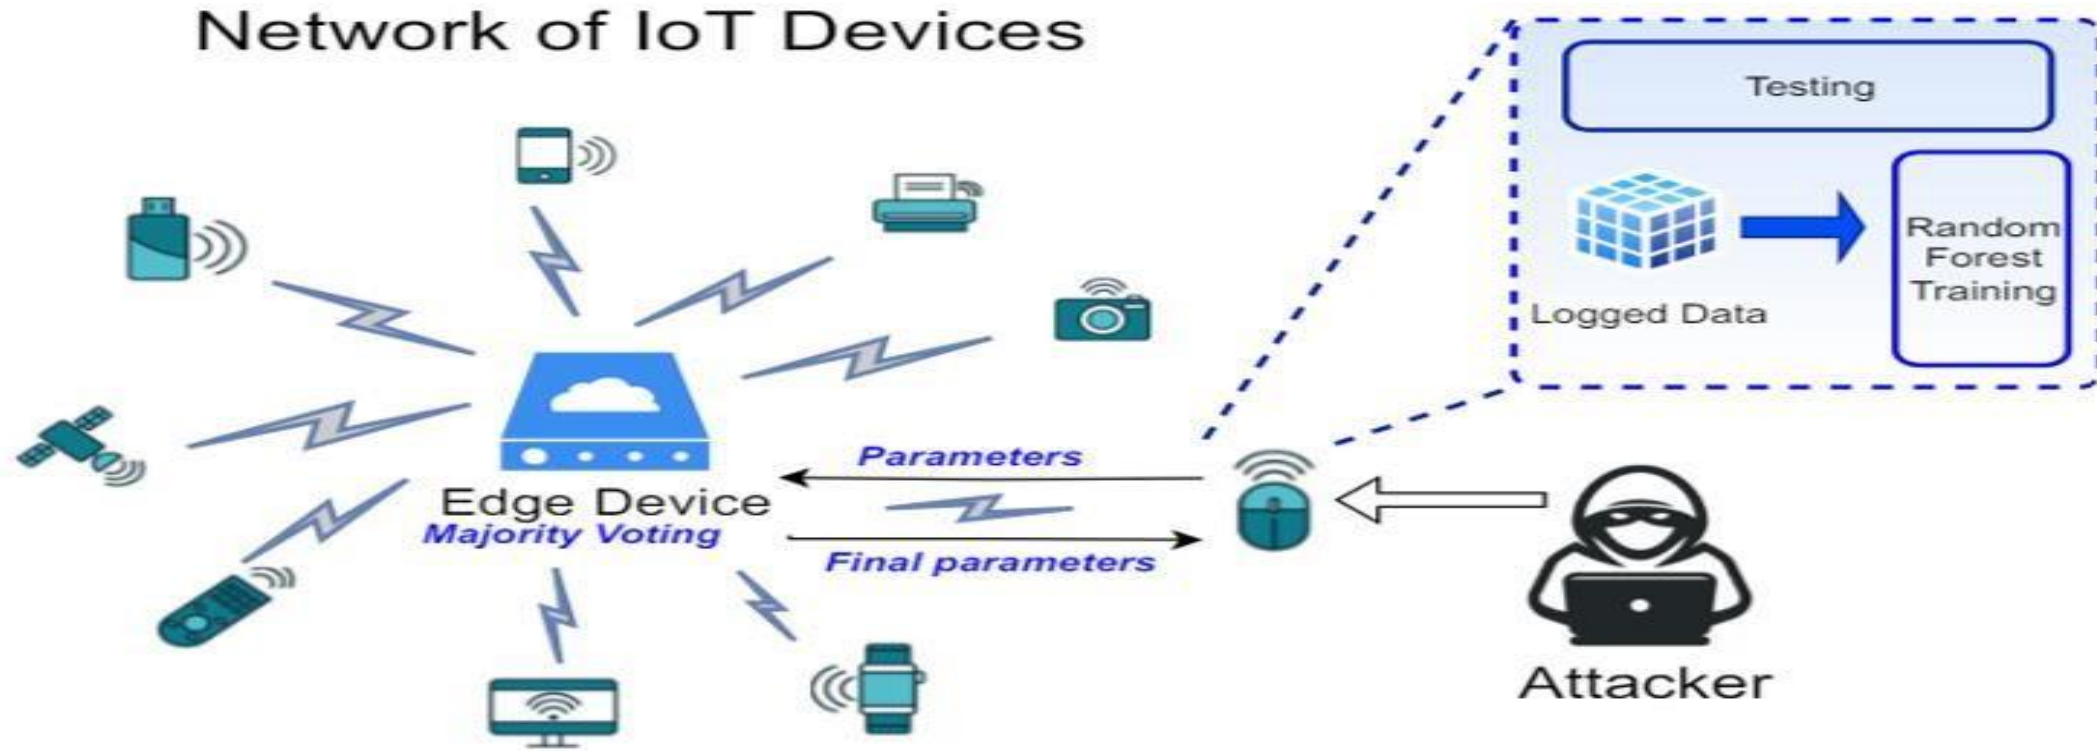 Network of IoT Devices
Testing
Random
Forest
Training
Logged Data
Parameters
Edge Device
Majority Voting
Final parameters
Attacker